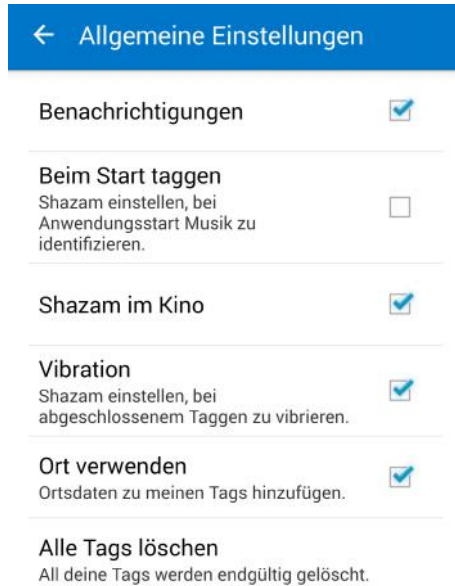 Allgemeine Einstellungen
Benachrichtigungen
Beim Start taggen
Shazam einstellen, bei
Anwendungsstart Musik zu
identifizieren.
Shazam im Kino
Vibration
Shazam einstellen, bei
abgeschlossenem Taggen zu vibrieren.
Ort verwenden
Ortsdaten zu meinen Tags hinzufügen.
Alle Tags löschen
All deine Tags werden endgültig gelöscht.